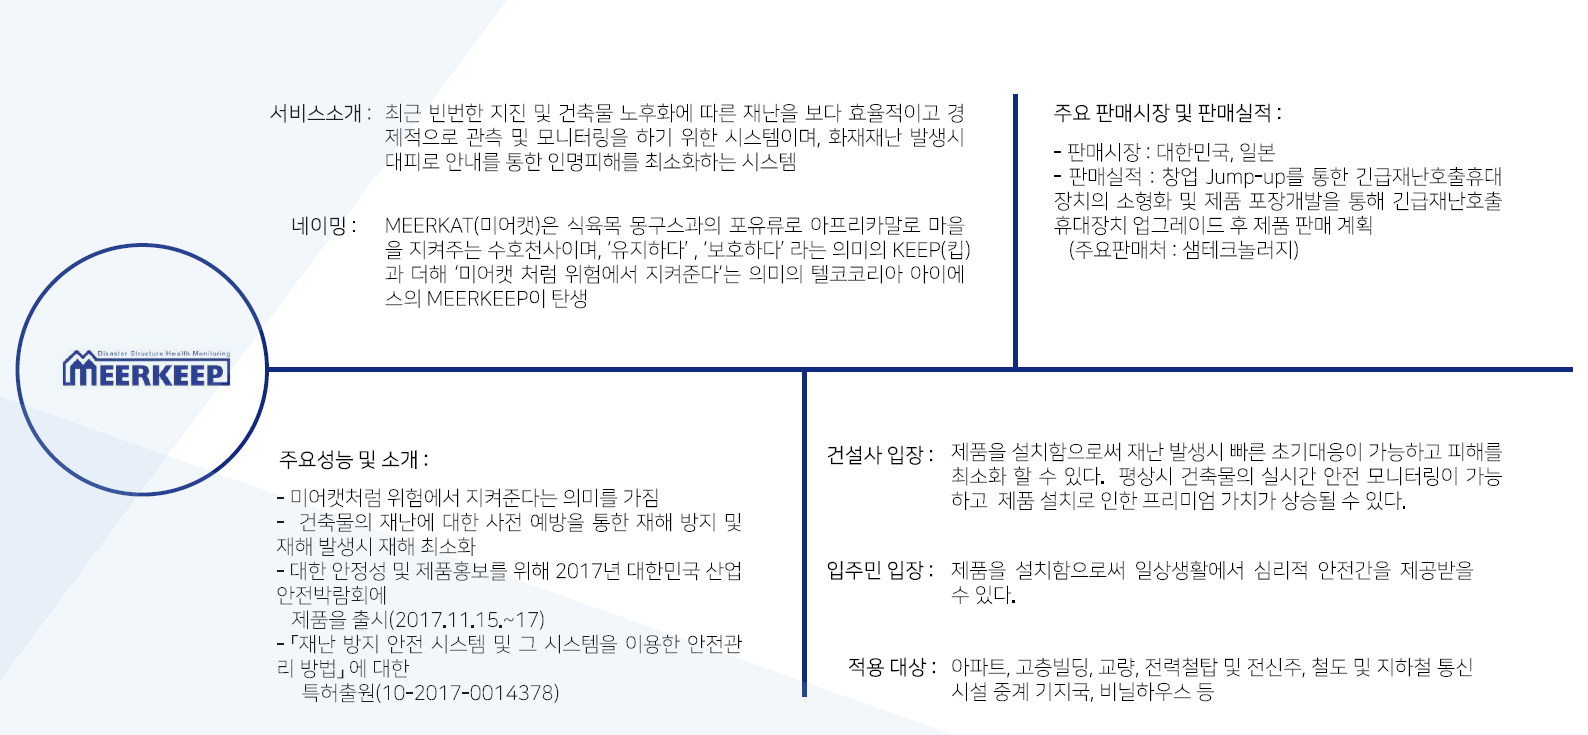 서비스소개 : 최근 빈번한 지진 및 건축물 노후화에 따른 재난을 보다 효율적이고 경
제적으로 관측 및 모니터링을 하기 위한 시스템이며, 화재재난 발생시
대피로 안내를 통한 인명피해를 최소화하는 시스템
네이밍 : MEERKAT(미어캣)은 식육목 몽구스과의 포유류로 아프리카말로 마을
을 지켜주는 수호천사이며, ‘유지하다’ , ‘보호하다’ 라는 의미의 KEEP(킵)
과 더해 ‘미어캣 처럼 위험에서 지켜준다’는 의미의 텔코코리아 아이에
스의 MEERKEEP이 탄생
주요 판매시장 및 판매실적 :
- 판매시장 : 대한민국, 일본
- 판매실적 : 창업 Jump-up를 통한 긴급재난호출휴대
장치의 소형화 및 제품 포장개발을 통해 긴급재난호출
휴대장치 업그레이드 후 제품 판매 계획
(주요판매처 : 샘테크놀러지)
Disaster Structure Health Monitoring
MEERKEEP
주요성능 및 소개 :
- 미어캣처럼 위험에서 지켜준다는 의미를 가짐
- 건축물의 재난에 대한 사전 예방을 통한 재해 방지 및
재해 발생시 재해 최소화
- 대한 안정성 및 제품홍보를 위해 2017년 대한민국 산업
안전박람회에
제품을 출시(2017.11.15.~17)
- 「재난 방지 안전 시스템 및 그 시스템을 이용한 안전관
리 방법」에 대한
특허출원(10-2017-0014378)
건설사 입장 : 제품을 설치함으로써 재난 발생시 빠른 초기대응이 가능하고 피해를
최소화 할 수 있다. 평상시 건축물의 실시간 안전 모니터링이 가능
하고 제품 설치로 인한 프리미엄 가치가 상승될 수 있다.
입주민 입장 : 제품을 설치함으로써 일상생활에서 심리적 안전간을 제공받을
수 있다.
적용 대상 : 아파트, 고층빌딩, 교량, 전력철탑 및 전신주, 철도 및 지하철 통신
시설 중계 기지국, 비닐하우스 등